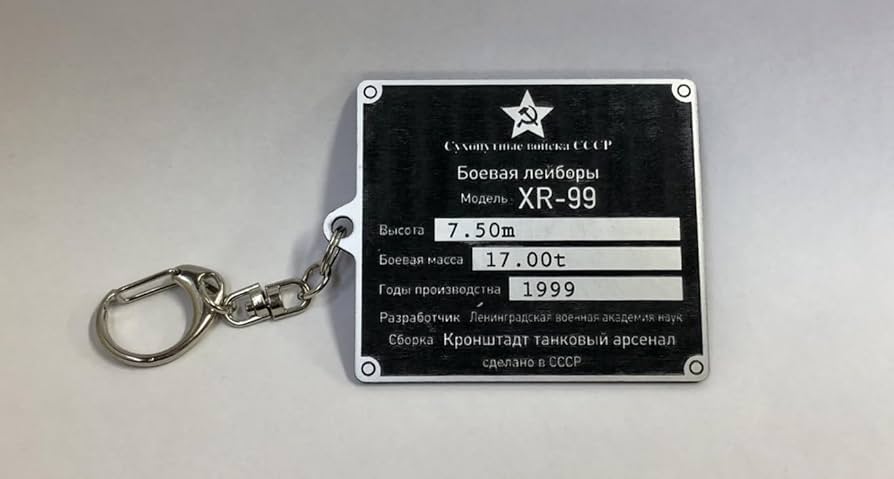 Сухопутные войска СССР
Боевая лейборы
Модель XR-99
Высота 7.50m
Боевая масса 17.00t
Годы производства 1999
Разработчик Ленинградская военная академия наук
Сборка Кронштадт танковый арсенал
сделано в СССР